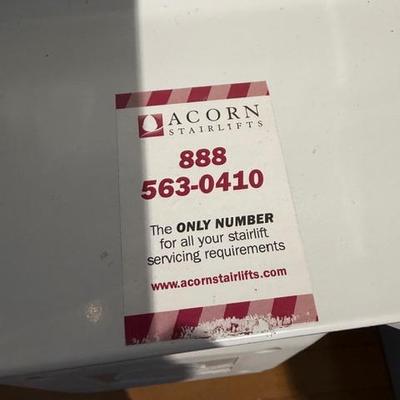 ACORN
STAIRLIFTS
888
563-0410
The ONLY NUMBER
for all your stairlift
servicing requirements
www.acornstairlifts.com